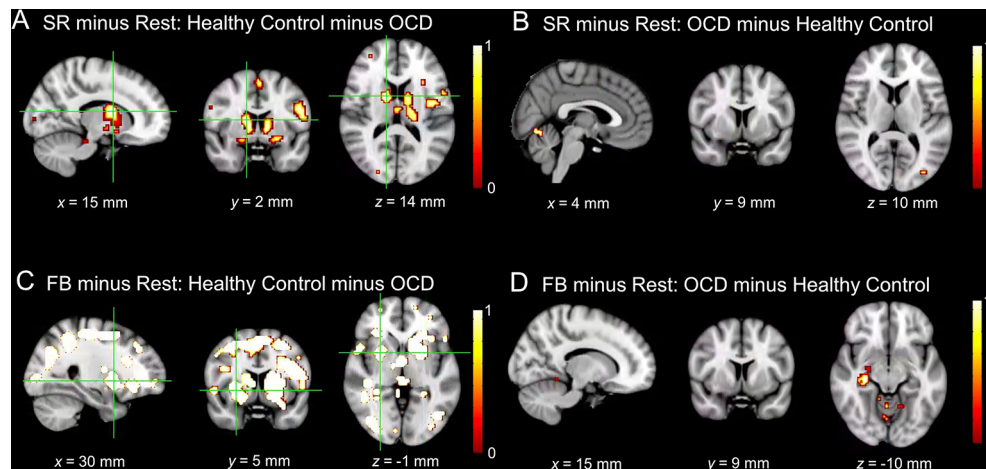 A SR minus Rest: Healthy Control minus OCD
1
0
x = 15 mm
y = 2 mm
z = 14 mm
B SR minus Rest: OCD minus Healthy Control
x = 4 mm
y = 9 mm
z = 10 mm
C FB minus Rest: Healthy Control minus OCD
1
0
x = 30 mm
y = 5 mm
z = -1 mm
D FB minus Rest: OCD minus Healthy Control
x = 15 mm
y = 9 mm
z = -10 mm